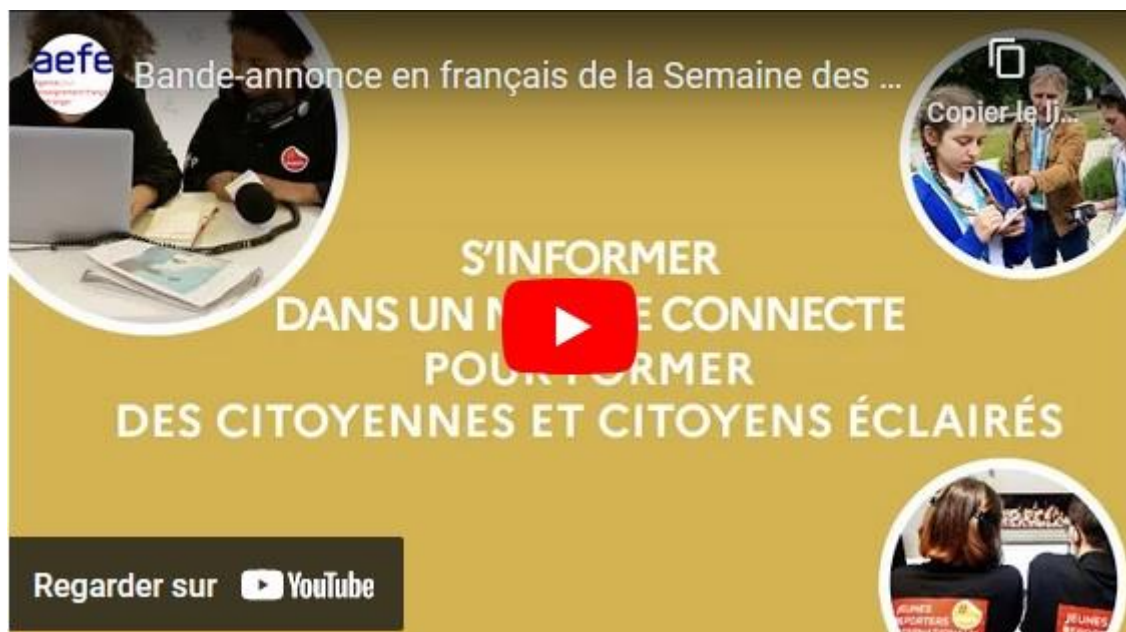 aefe
Bande-annonce en français de la Semaine des ...
Copier le li...
S'INFORMER
DANS UN E CONNECTE
POUR FORMER
DES CITOYENNES ET CITOYENS ÉCLAIRÉS
Regarder sur YouTube
JEUNES
REPORTERS
JEUNES